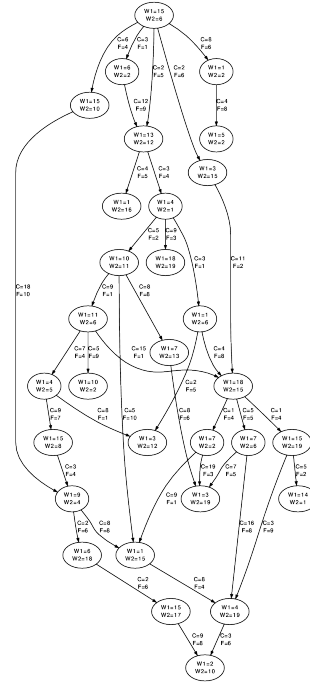 W1=15
W2=6
C=6
F=4
C=3
F=1
C=2
F=5
C=2
F=6
C=8
F=6
W1=6
W2=2
W1=1
W2=2
W1=15
W2=10
C=12
F=9
C=4
F=8
W1=13
W2=12
W1=5
W2=2
C=4
F=5
C=3
F=4
W1=3
W2=15
W1=1
W2=16
W1=4
W2=1
C=5
F=2
C=9
F=3
C=11
F=2
W1=10
W2=11
W1=18
W2=19
C=3
F=1
C=18
F=10
C=9
F=1
C=8
F=8
W1=11
W2=6
W1=1
W2=6
C=7
F=4
C=5
F=9
C=15
F=1
W1=7
W2=13
C=4
F=8
W1=4
W2=5
W1=10
W2=2
C=2
F=5
W1=18
W2=15
C=9
F=7
C=8
F=1
C=5
F=10
C=8
F=6
C=1
F=4
C=5
F=5
C=1
F=4
W1=15
W2=8
W1=3
W2=12
W1=7
W2=2
W1=7
W2=6
W1=15
W2=19
C=3
F=4
C=19
F=3
C=7
F=5
C=5
F=2
W1=9
W2=4
C=9
F=1
W1=3
W2=19
W1=14
W2=1
C=2
F=6
C=8
F=8
C=16
F=8
C=3
F=9
W1=6
W2=18
W1=1
W2=15
C=2
F=6
C=8
F=4
W1=15
W2=17
W1=4
W2=19
C=9
F=8
C=3
F=6
W1=2
W2=10